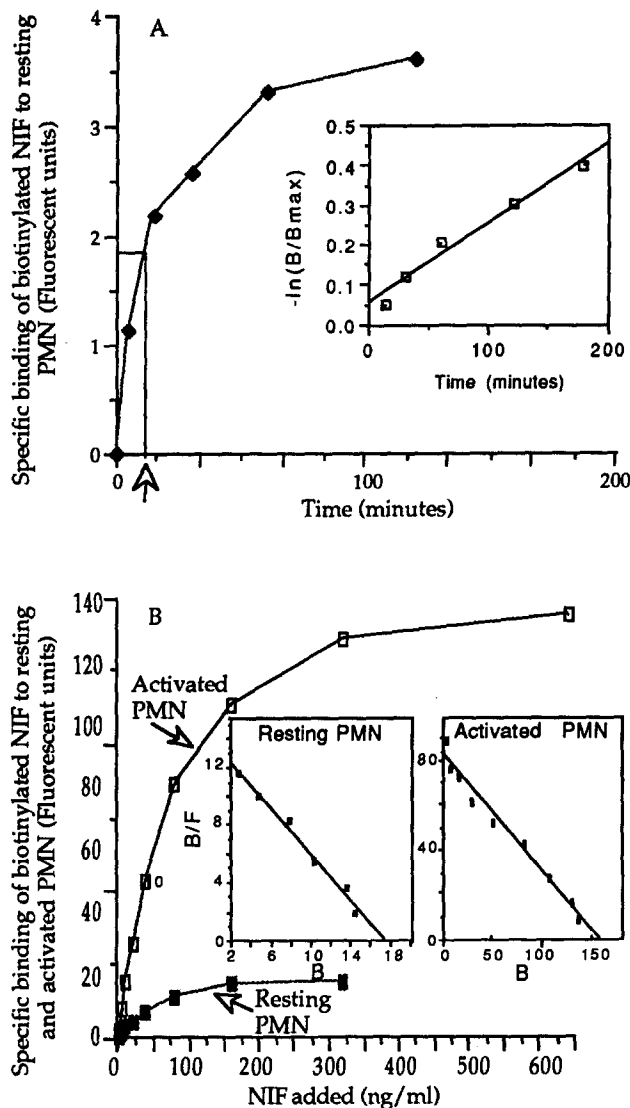 A
Specific binding of biotinylated NIF to resting
PMN (Fluorescent units)
4
3
2
1
0
0
100
200
Time (minutes)
-ln(B/Bmax)
0.5
0.4
0.3
0.2
0.1
0.0
0
100
200
Time (minutes)
B
Specific binding of biotinylated NIF to resting
and activated PMN (Fluorescent units)
140
120
100
80
60
40
20
0
0
100
200
300
400
500
600
NIF added (ng/ml)
Activated
PMN
o
Resting
PMN
Resting PMN
B/F
12
8
4
0
2
6
10
14
18
B
Activated PMN
80
40
0
0
50
100
150
B